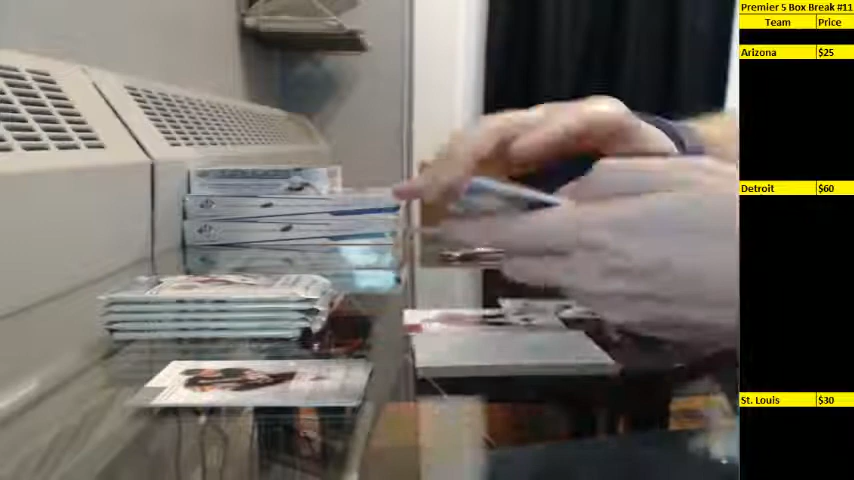 Premier 5 Box Break #11
Team Price
Arizona $25
Detroit $60
St. Louis $30